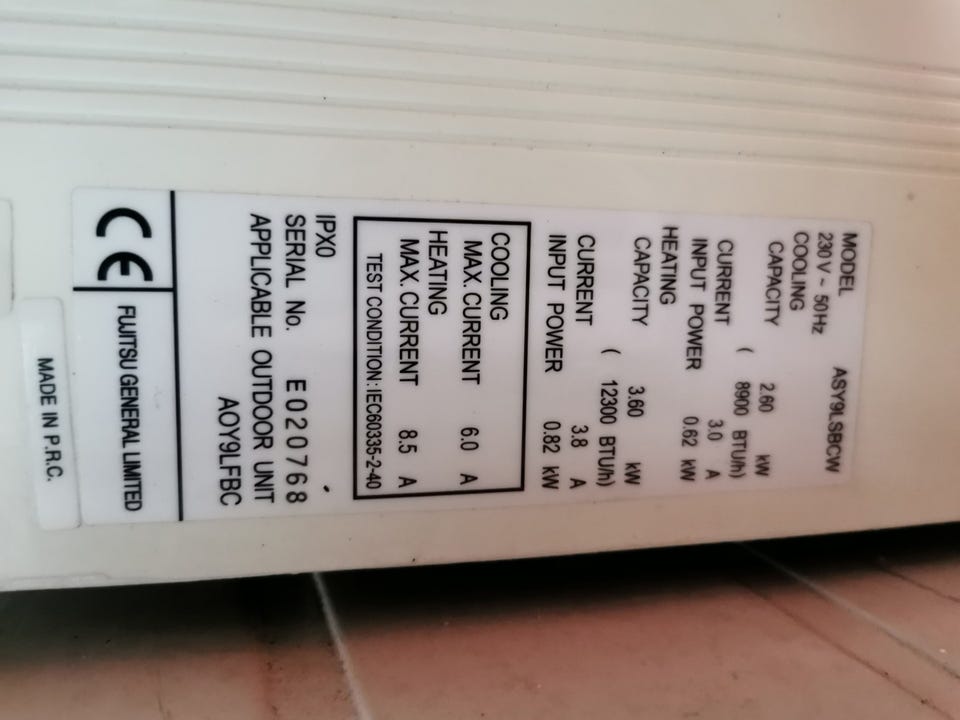 MODEL ASY9LSBCW
230V ~ 50Hz
COOLING
CAPACITY 2.60 kW
( 8900 BTU/h)
CURRENT 3.0 A
INPUT POWER 0.62 kW
HEATING
CAPACITY 3.60 kW
( 12300 BTU/h)
CURRENT 3.8 A
INPUT POWER 0.82 kW
COOLING
MAX. CURRENT 6.0 A
HEATING
MAX. CURRENT 8.5 A
TEST CONDITION : IEC60335-2-40
IPX0
SERIAL No. E020768
APPLICABLE OUTDOOR UNIT
AOY9LFBC
CE FUJITSU GENERAL LIMITED
MADE IN P.R.C.